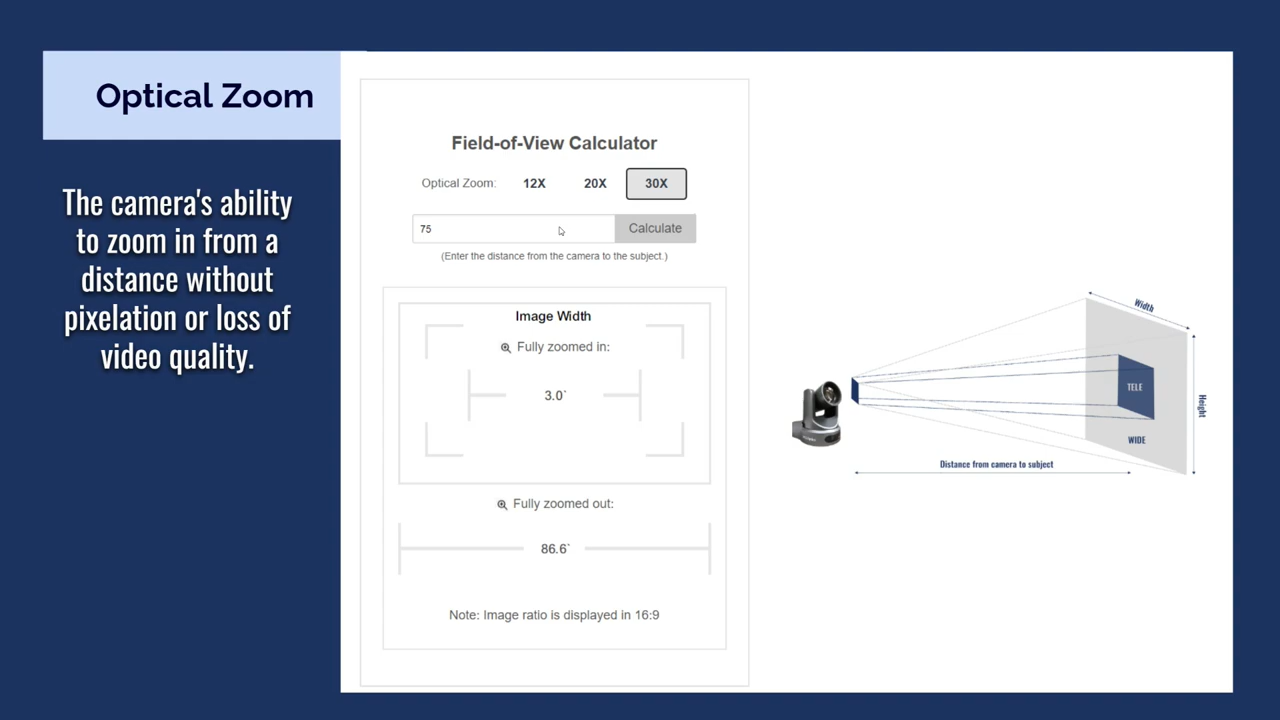 Optical Zoom
The camera's ability
to zoom in from a
distance without
pixelation or loss of
video quality.
Field-of-View Calculator
Optical Zoom: 12X 20X 30X
75 Calculate
(Enter the distance from the camera to the subject.)
Image Width
Fully zoomed in:
3.0`
Fully zoomed out:
86.6`
Note: Image ratio is displayed in 16:9
Width
TELE
Height
WIDE
Distance from camera to subject